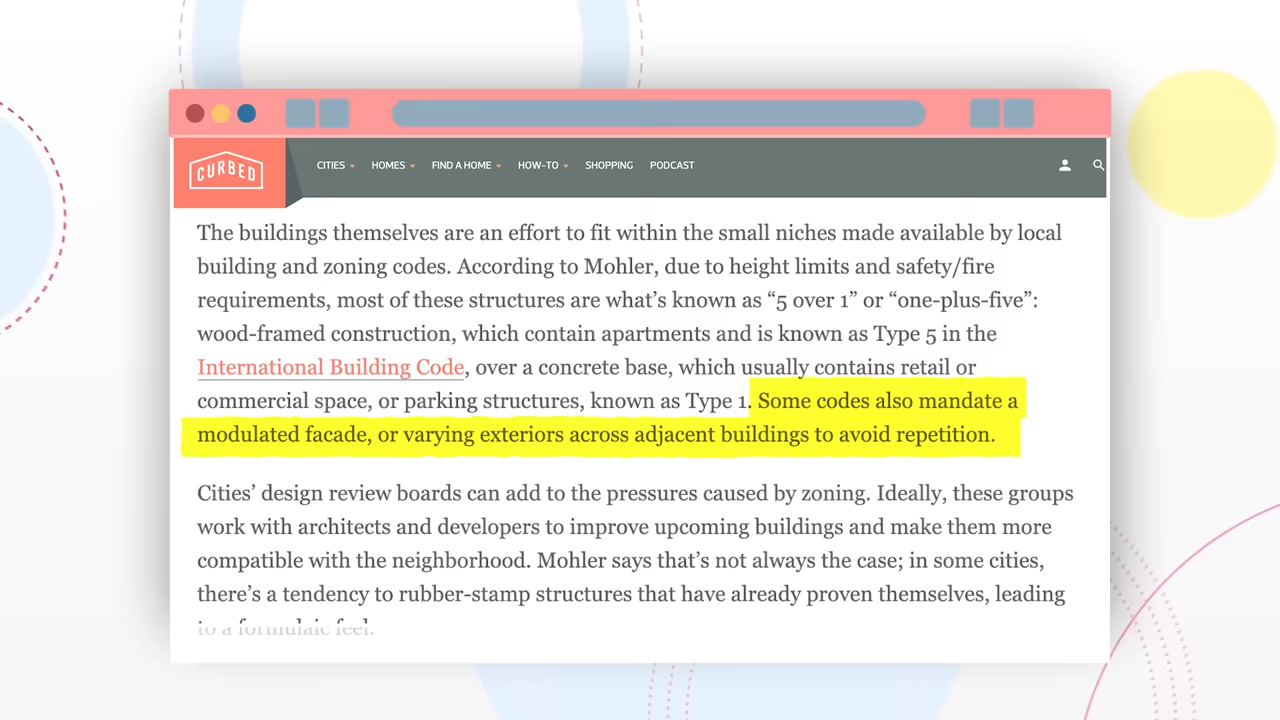 CURBED
CITIES HOMES FIND A HOME HOW-TO SHOPPING PODCAST
The buildings themselves are an effort to fit within the small niches made available by local
building and zoning codes. According to Mohler, due to height limits and safety/fire
requirements, most of these structures are what’s known as “5 over 1” or “one-plus-five”:
wood-framed construction, which contain apartments and is known as Type 5 in the
International Building Code, over a concrete base, which usually contains retail or
commercial space, or parking structures, known as Type 1. Some codes also mandate a
modulated facade, or varying exteriors across adjacent buildings to avoid repetition.
Cities’ design review boards can add to the pressures caused by zoning. Ideally, these groups
work with architects and developers to improve upcoming buildings and make them more
compatible with the neighborhood. Mohler says that’s not always the case; in some cities,
there’s a tendency to rubber-stamp structures that have already proven themselves, leading
to a formulaic feel.